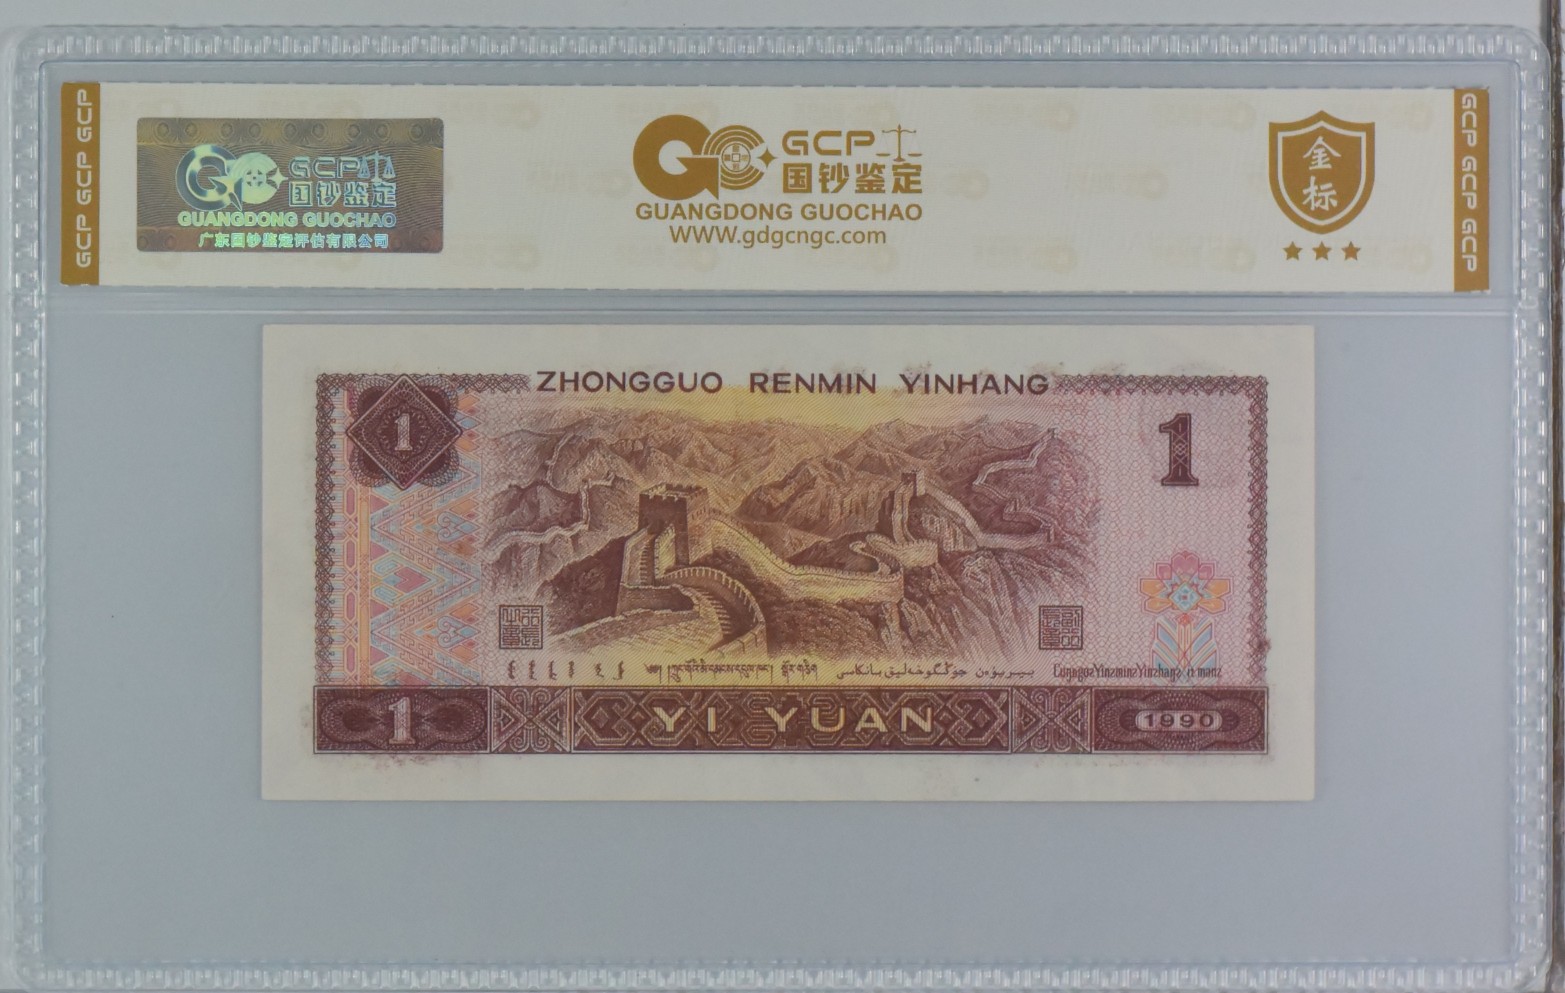 GCP GCP GCP
GCP
国钞鉴定
GUANGDONG GUOCHAO
广东国钞鉴定评估有限公司
GCP
国钞鉴定
GUANGDONG GUOCHAO
WWW.gdgcngc.com
金标
GCP GCP GCP
ZHONGGUO RENMIN YINHANG
1
1
1
YI YUAN
1990